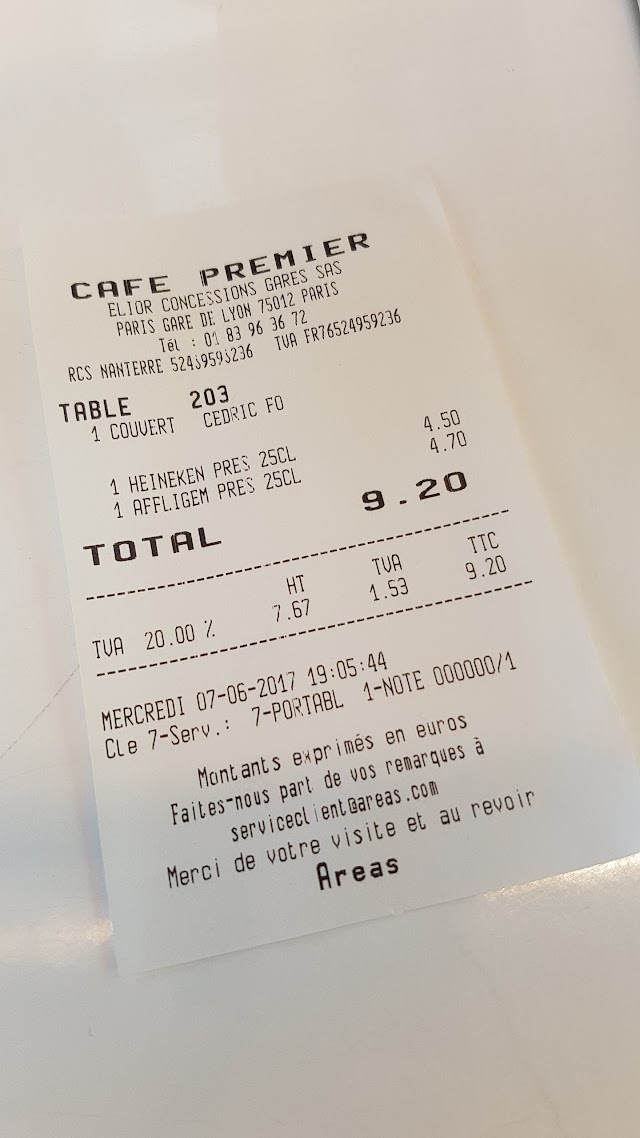 CAFE PREMIER
ELIOR CONCESSIONS GARES SAS
PARIS GARE DE LYON 75012 PARIS
Tél : 01 83 96 36 72
RCS NANTERRE 52495923​6 TVA FR76524959236
TABLE 203
1 COUVERT CEDRIC FO
1 HEINEKEN PRES 25CL 4.50
1 AFFLIGEM PRES 25CL 4.70
TOTAL 9.20
HT TVA TTC
TVA 20.00 % 7.67 1.53 9.20
MERCREDI 07-06-2017 19:05:44
Cle 7-Serv.: 7-PORTABL 1-NOTE 000000/1
Montants exprimés en euros
Faites-nous part de vos remarques à
serviceclient@areas.com
Merci de votre visite et au revoir
Areas